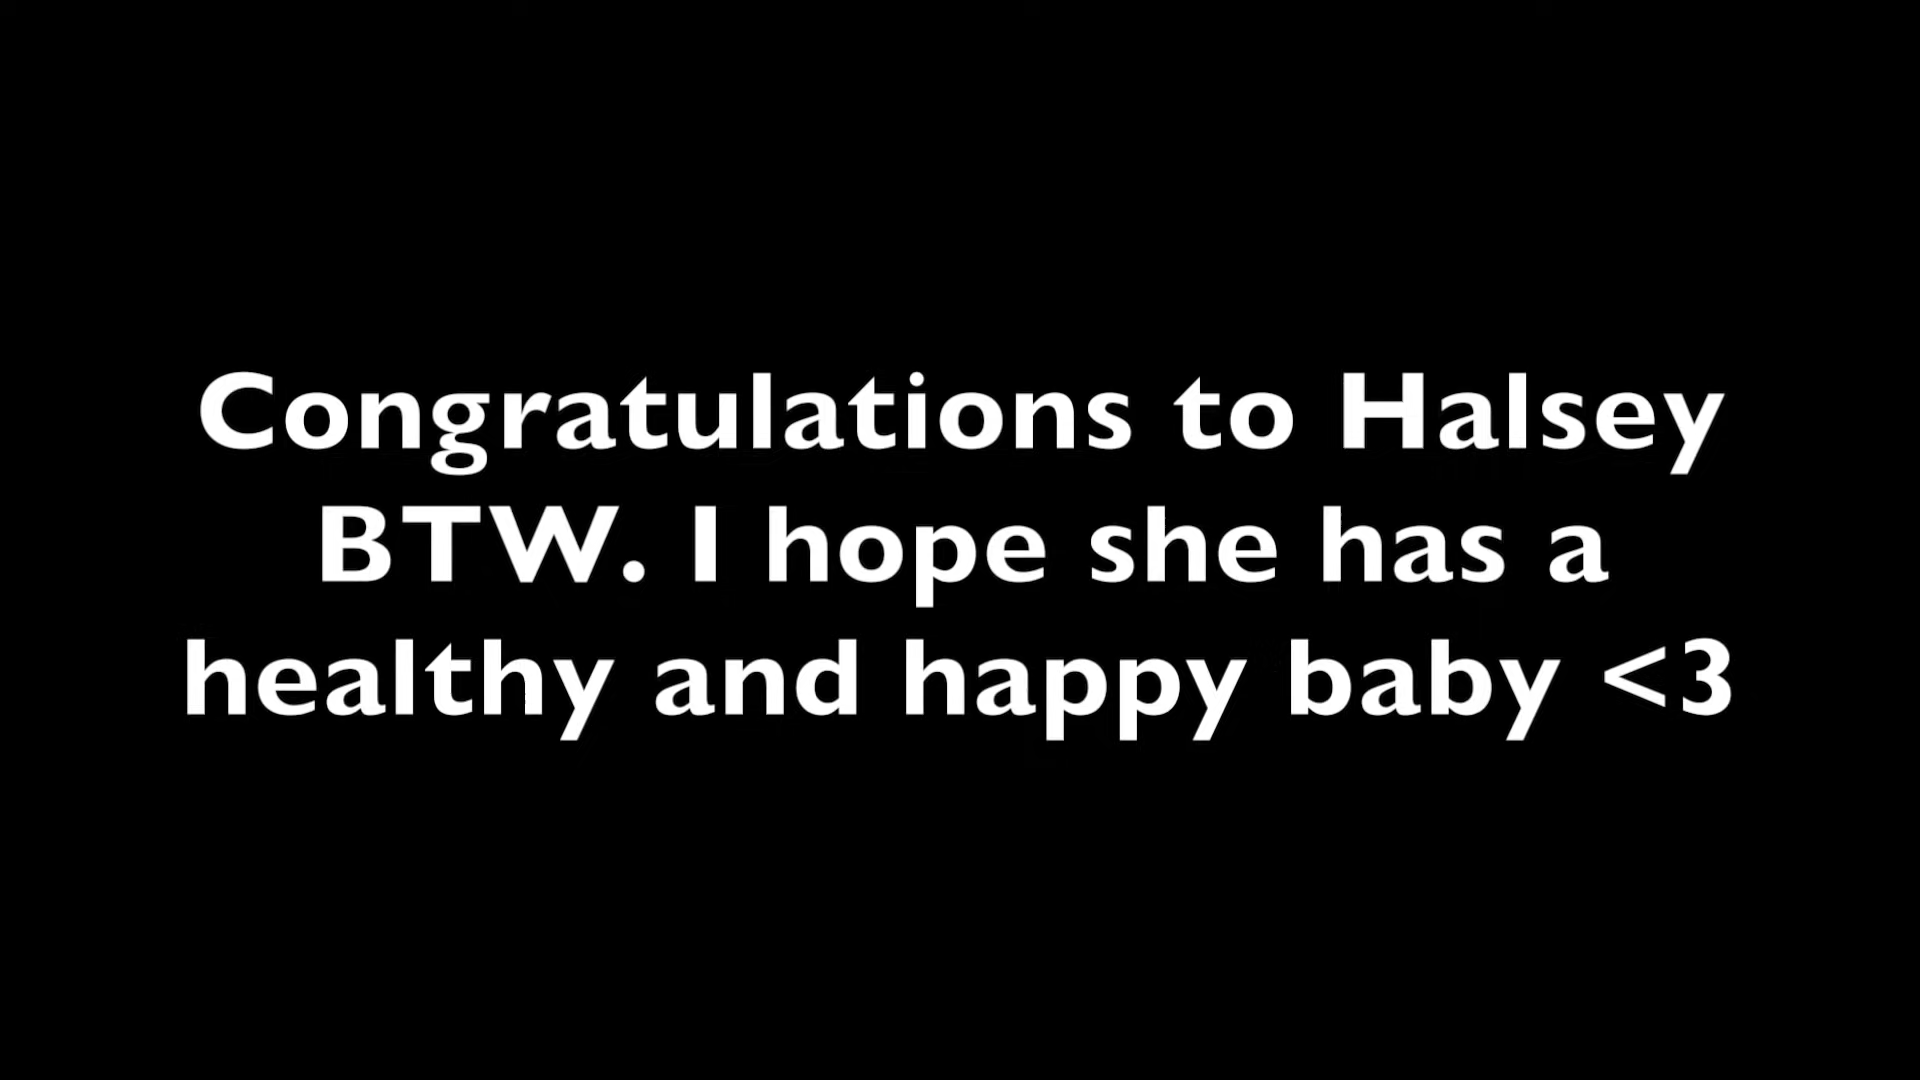 Congratulations to Halsey
BTW. I hope she has a
healthy and happy baby <3